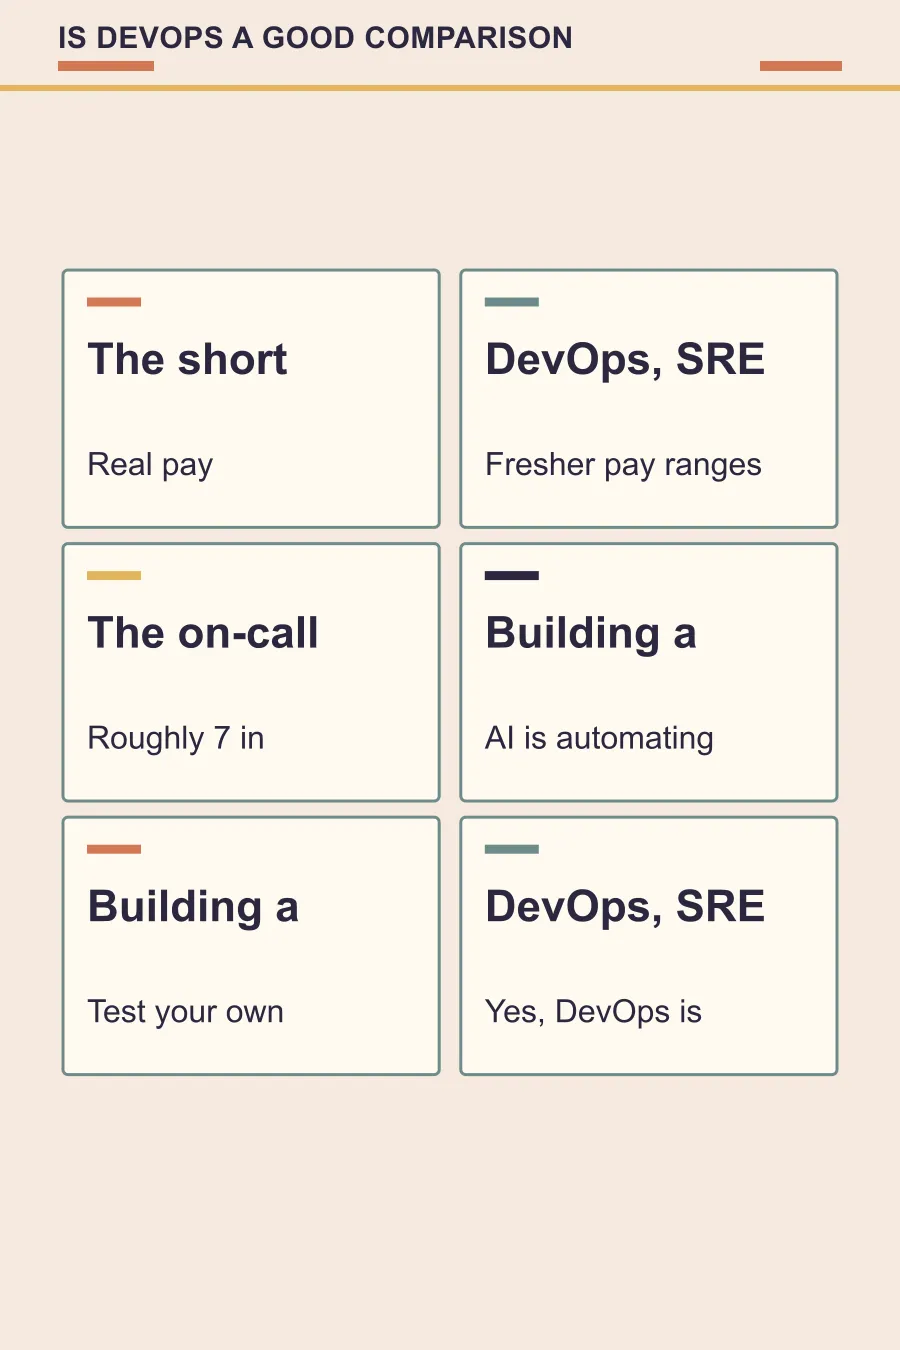 IS DEVOPS A GOOD COMPARISON
The short
Real pay
DevOps, SRE
Fresher pay ranges
The on-call
Roughly 7 in
Building a
AI is automating
Building a
Test your own
DevOps, SRE
Yes, DevOps is